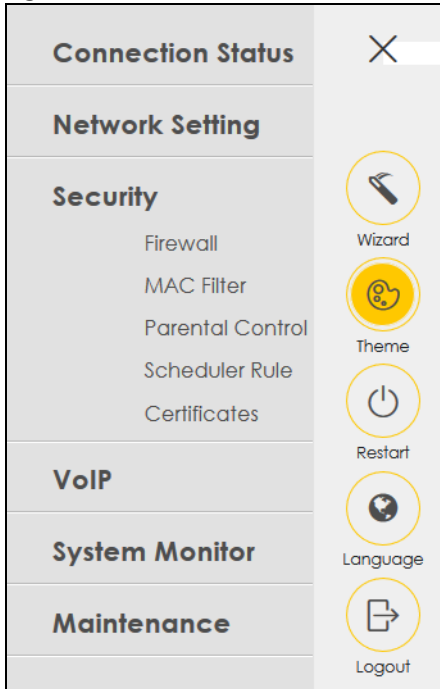 Connection Status
Network Setting
Security
Firewall
MAC Filter
Parental Control
Scheduler Rule
Certificates
VoIP
System Monitor
Maintenance
Wizard
Theme
Restart
Language
Logout